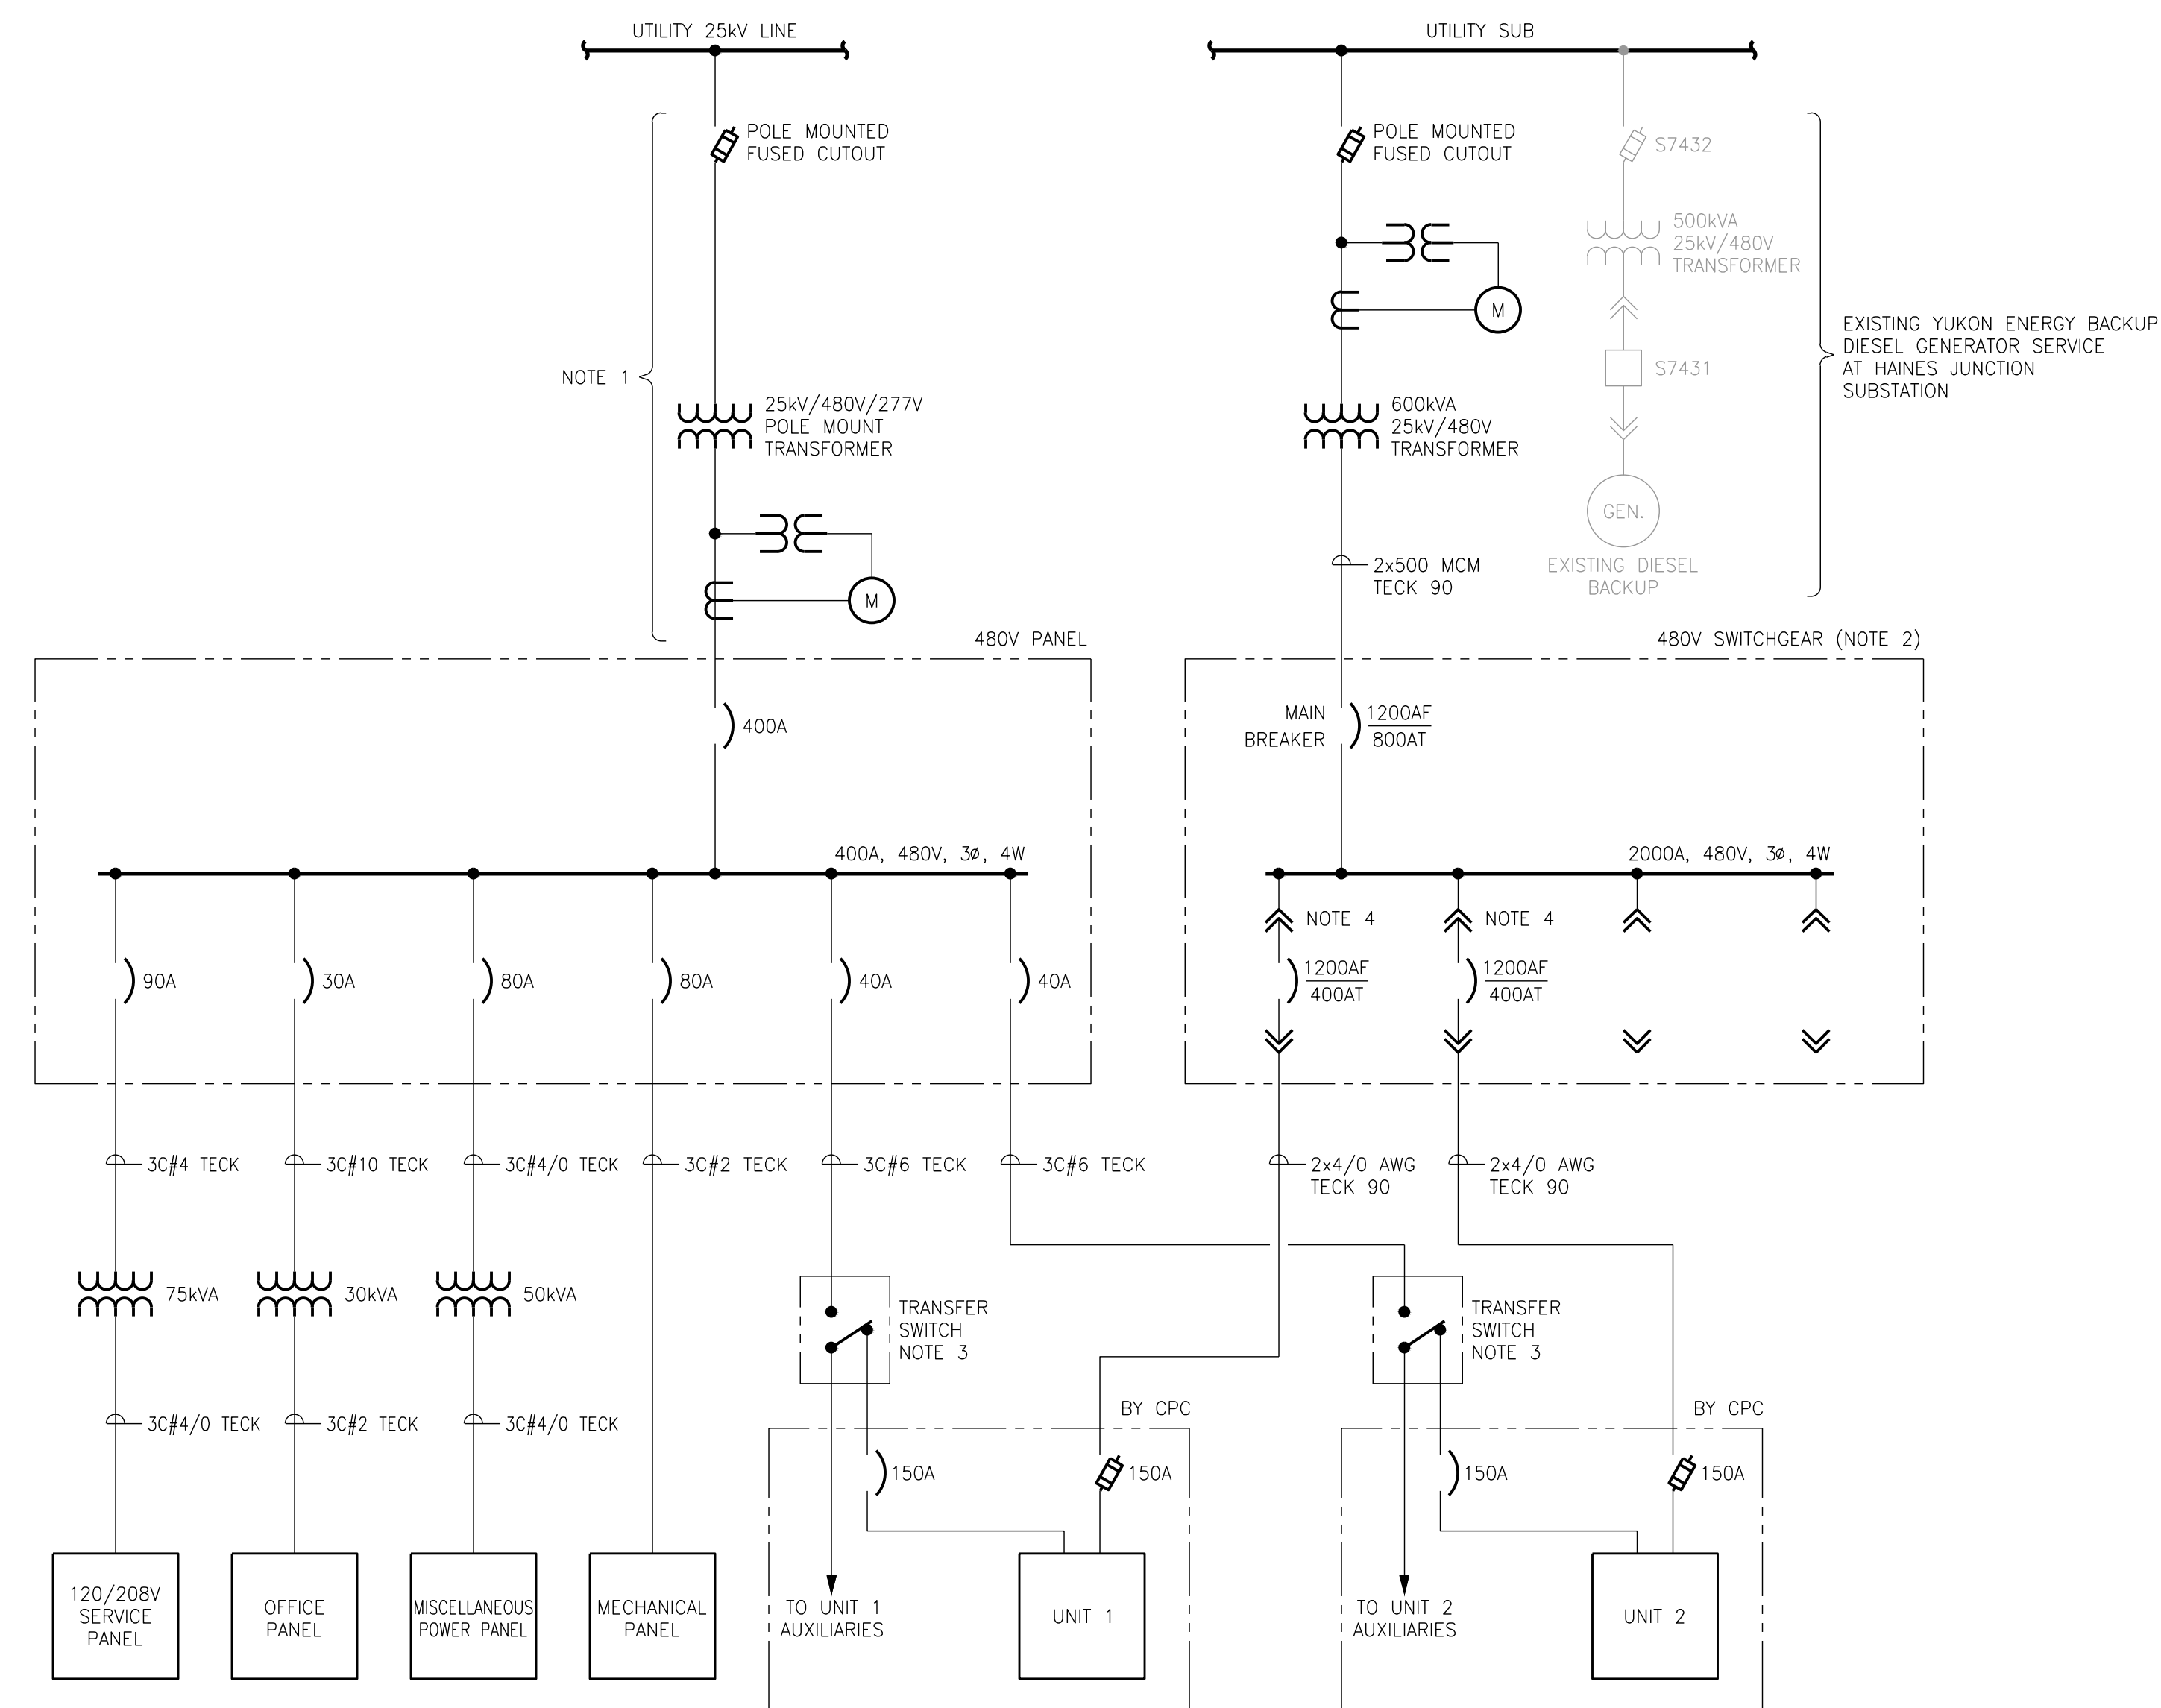 UTILITY 25kV LINE
UTILITY SUB
POLE MOUNTED
FUSED CUTOUT
POLE MOUNTED
FUSED CUTOUT
S7432
500kVA
25kV/480V
TRANSFORMER
M
S7431
EXISTING YUKON ENERGY BACKUP
DIESEL GENERATOR SERVICE
AT HAINES JUNCTION
SUBSTATION
NOTE 1
25kV/480V/277V
POLE MOUNT
TRANSFORMER
600kVA
25kV/480V
TRANSFORMER
GEN.
EXISTING DIESEL
BACKUP
2x500 MCM
TECK 90
M
480V PANEL
480V SWITCHGEAR (NOTE 2)
400A
MAIN
BREAKER
1200AF
800AT
400A, 480V, 3ø, 4W
2000A, 480V, 3ø, 4W
NOTE 4
NOTE 4
90A
30A
80A
80A
40A
40A
1200AF
400AT
1200AF
400AT
3C#4 TECK
3C#10 TECK
3C#4/0 TECK
3C#2 TECK
3C#6 TECK
3C#6 TECK
2x4/0 AWG
TECK 90
2x4/0 AWG
TECK 90
75kVA
30kVA
50kVA
TRANSFER
SWITCH
NOTE 3
TRANSFER
SWITCH
NOTE 3
BY CPC
BY CPC
3C#4/0 TECK
3C#2 TECK
3C#4/0 TECK
150A
150A
150A
150A
120/208V
SERVICE
PANEL
OFFICE
PANEL
MISCELLANEOUS
POWER PANEL
MECHANICAL
PANEL
TO UNIT 1
AUXILIARIES
UNIT 1
TO UNIT 2
AUXILIARIES
UNIT 2